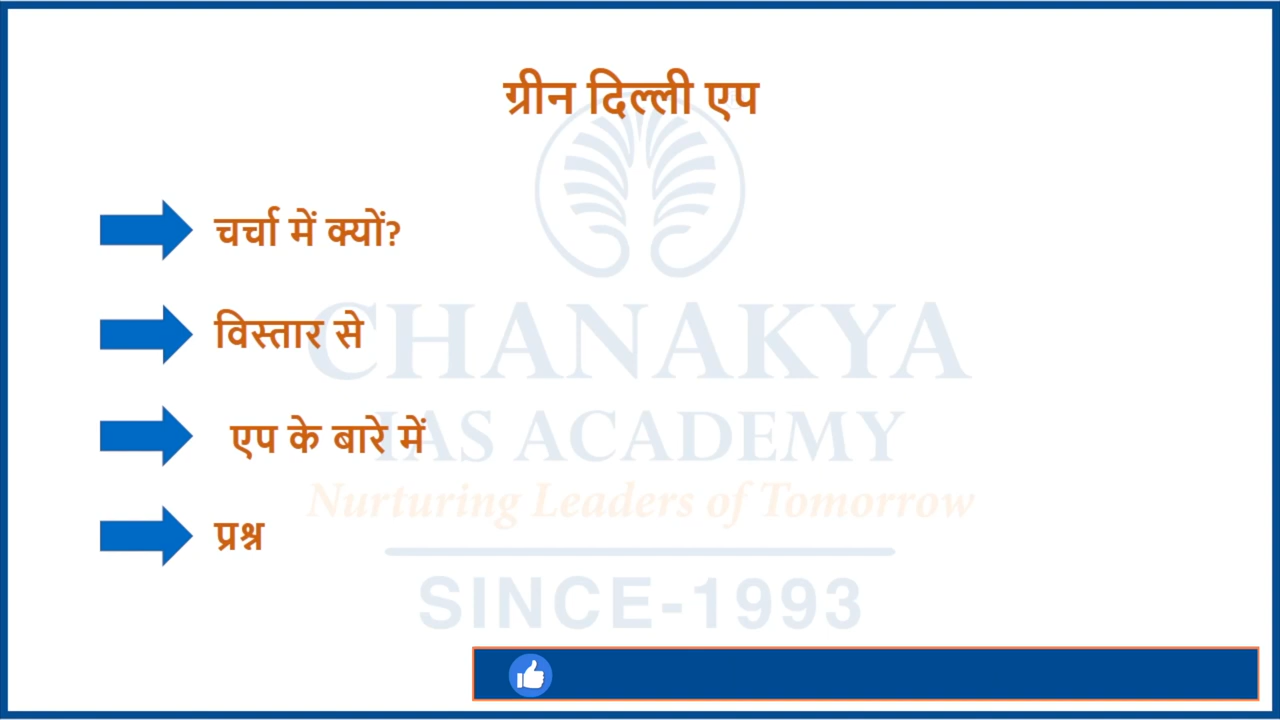 ग्रीन दिल्ली एप
चर्चा में क्यों?
विस्तार से
एप के बारे में
प्रश्न
CHANAKYA
IAS ACADEMY
Nurturing Leaders of Tomorrow
SINCE-1993